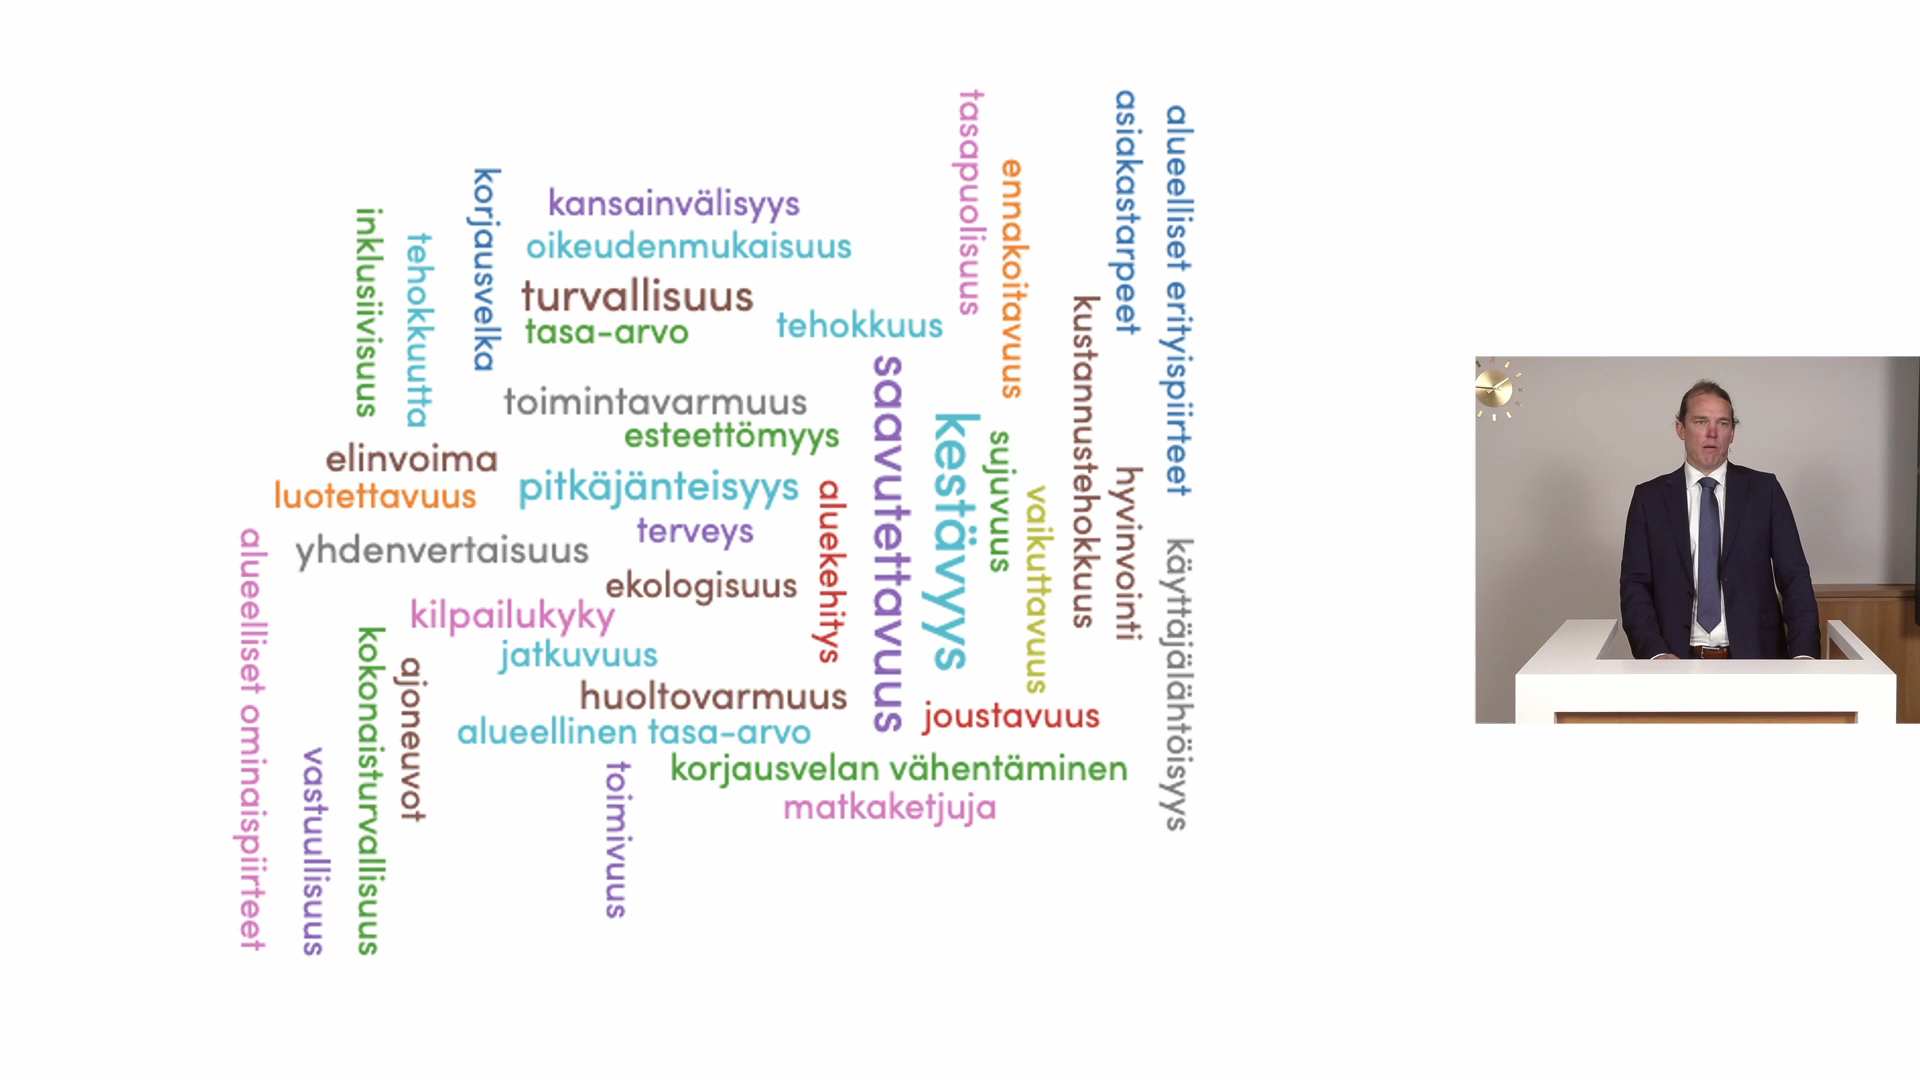 tasapuolisuus
asiakastarpeet
alueelliset erityispiirteet
ennakoitavuus
korjausvelka
kansainvälisyys
inklusiivisuus
tehokkuutta
oikeudenmukaisuus
turvallisuus
tasa-arvo
tehokkuus
kustannustehokkuus
saavutettavuus
toimintavarmuus
kestävyys
esteettömyys
sujuvuus
elinvoima
hyvinvointi
pitkäjänteisyys
luotettavuus
aluekehitys
vaikuttavuus
terveys
alueelliset ominaispiirteet
yhdenvertaisuus
käyttäjälähtöisyys
ekologisuus
kilpailukyky
kokonaisturvallisuus
jatkuvuus
ajoneuvot
huoltovarmuus
joustavuus
alueellinen tasa-arvo
vastuullisuus
korjausvelan vähentäminen
toimivuus
matkaketjuja